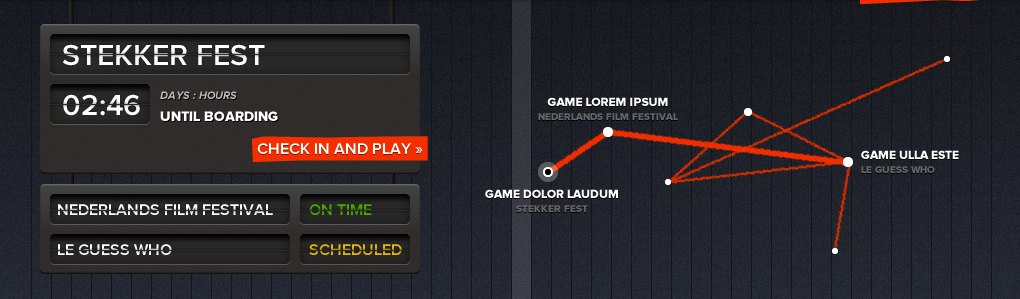 STEKKER FEST
02:46
DAYS : HOURS
UNTIL BOARDING
CHECK IN AND PLAY »
NEDERLANDS FILM FESTIVAL
ON TIME
LE GUESS WHO
SCHEDULED
GAME LOREM IPSUM
NEDERLANDS FILM FESTIVAL
GAME ULLA ESTE
LE GUESS WHO
GAME DOLOR LAUDUM
STEKKER FEST